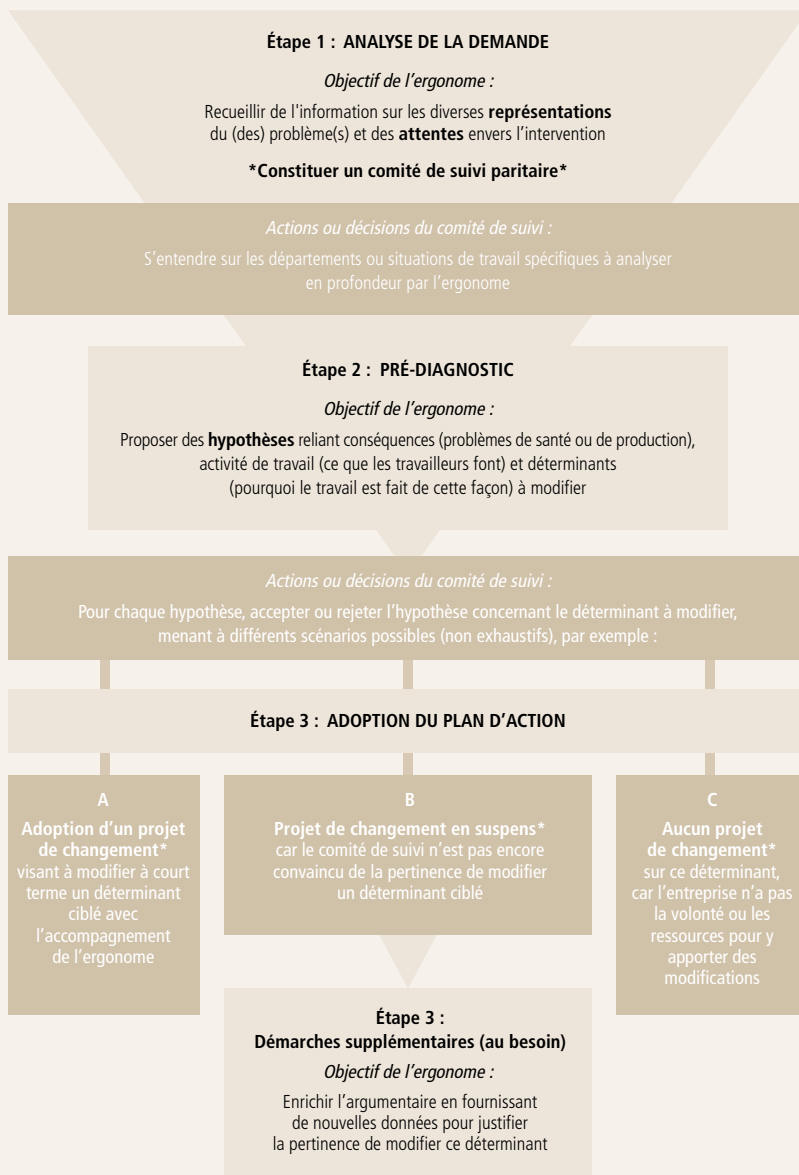 Étape 1 : ANALYSE DE LA DEMANDE
Objectif de l’ergonome :
Recueillir de l'information sur les diverses représentations
du (des) problème(s) et des attentes envers l’intervention
*Constituer un comité de suivi paritaire*
Actions ou décisions du comité de suivi :
S’entendre sur les départements ou situations de travail spécifiques à analyser
en profondeur par l’ergonome
Étape 2 : PRÉ-DIAGNOSTIC
Objectif de l’ergonome :
Proposer des hypothèses reliant conséquences (problèmes de santé ou de production),
activité de travail (ce que les travailleurs font) et déterminants
(pourquoi le travail est fait de cette façon) à modifier
Actions ou décisions du comité de suivi :
Pour chaque hypothèse, accepter ou rejeter l’hypothèse concernant le déterminant à modifier,
menant à différents scénarios possibles (non exhaustifs), par exemple :
Étape 3 : ADOPTION DU PLAN D’ACTION
A
Adoption d’un projet
de changement*
visant à modifier à court
terme un déterminant
ciblé avec
l’accompagnement
de l’ergonome
B
Projet de changement en suspens*
car le comité de suivi n’est pas encore
convaincu de la pertinence de modifier
un déterminant ciblé
C
Aucun projet
de changement*
sur ce déterminant,
car l’entreprise n’a pas
la volonté ou les
ressources pour y
apporter des
modifications
Étape 3 :
Démarches supplémentaires (au besoin)
Objectif de l’ergonome :
Enrichir l’argumentaire en fournissant
de nouvelles données pour justifier
la pertinence de modifier ce déterminant